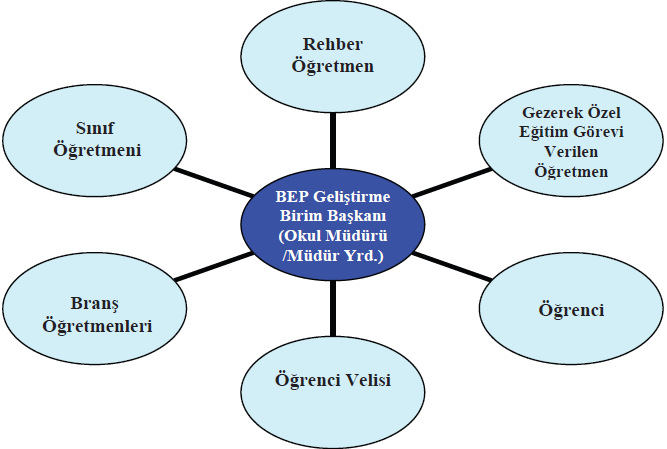 Rehber
Öğretmen
Sınıf
Öğretmeni
Gezerek Özel
Eğitim Görevi
Verilen
Öğretmen
BEP Geliştirme
Birim Başkanı
(Okul Müdürü
/Müdür Yrd.)
Branş
Öğretmenleri
Öğrenci
Öğrenci Velisi